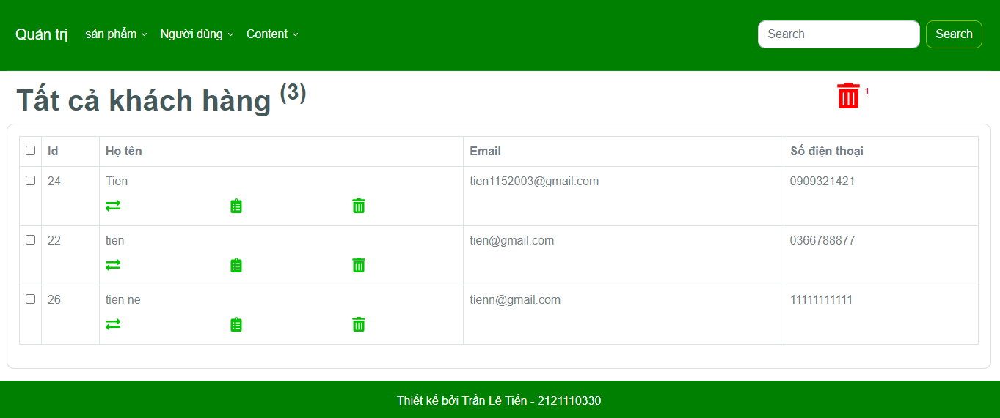 Quản trị sản phẩm Người dùng Content Search Search
Tất cả khách hàng (3) 1
Id Họ tên Email Số điện thoại
24 Tien tien1152003@gmail.com 0909321421
22 tien tien@gmail.com 0366788877
26 tien ne tienn@gmail.com 11111111111
Thiết kế bởi Trần Lê Tiến - 2121110330